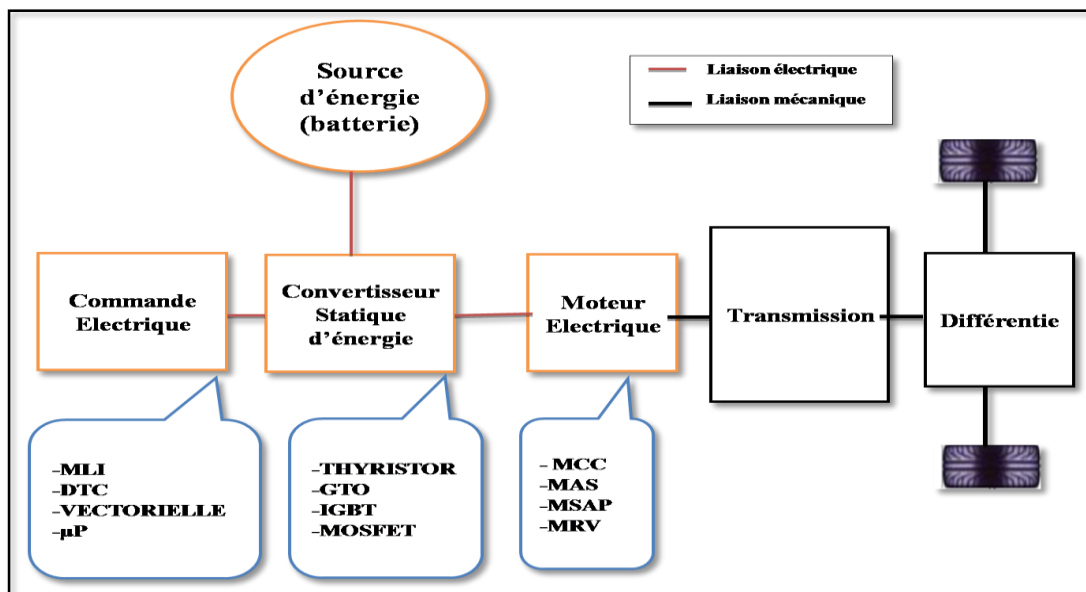 Source
d’énergie
(batterie)
Liaison électrique
Liaison mécanique
Commande
Electrique
Convertisseur
Statique
d’énergie
Moteur
Electrique
Transmission
Différentie
-MLI
-DTC
-VECTORIELLE
-µP
-THYRISTOR
-GTO
-IGBT
-MOSFET
- MCC
-MAS
-MSAP
-MRV